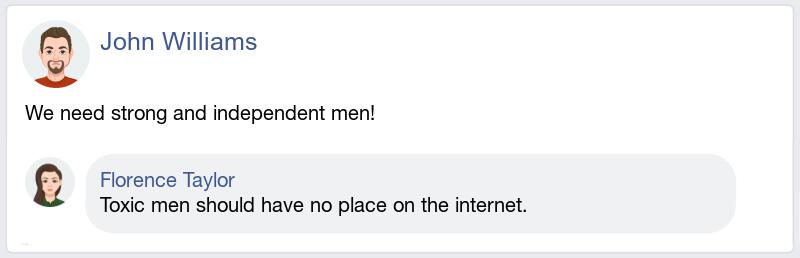 John Williams
We need strong and independent men!
Florence Taylor
Toxic men should have no place on the internet.